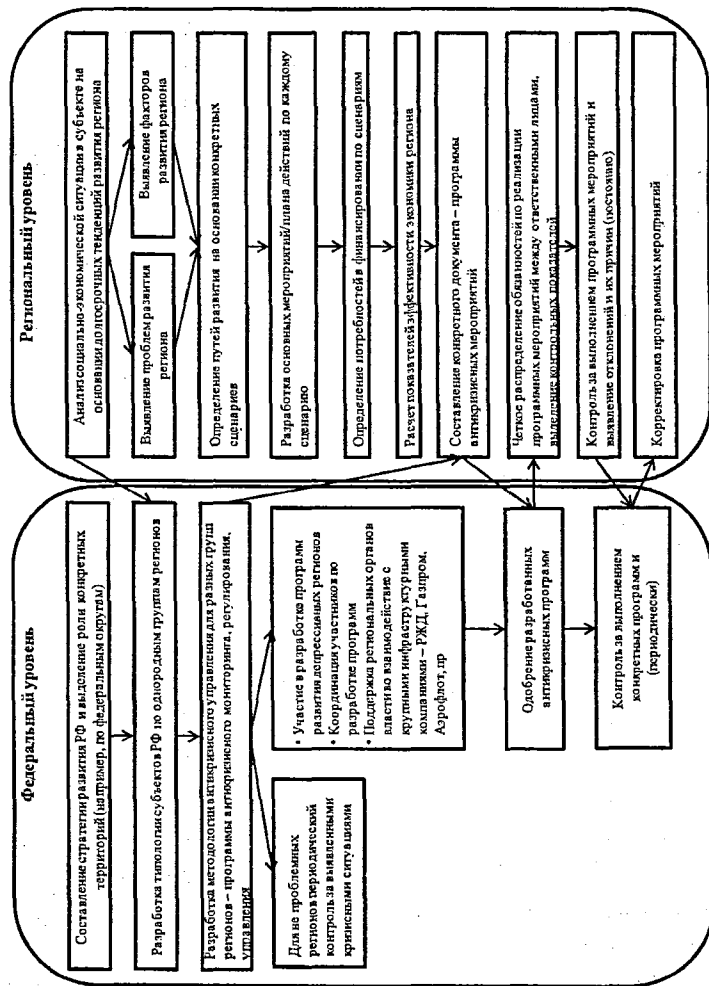 Федеральный уровень
Составление стратегии развития РФ и выделение роли конкретных
территорий (например, по федеральным округам)
Разработка типологии субъектов РФ по однородным группам регионов
Разработка методологии антикризисного управления для разных групп
регионов – программы антикризисного мониторинга, регулирования,
управления
Для не проблемных
регионов периодический
контроль за выявленными
кризисными ситуациями
• Участие в разработке программ
развития депрессивных регионов
• Координация участников по
разработке программ
• Поддержка региональных органов
власти во взаимодействие с
крупными инфраструктурными
компаниями – РЖД, Газпром,
Аэрофлот, пр
Одобрение разработанных
антикризисных программ
Контроль за выполнением
конкретных программ и
(периодически)
Региональный уровень
Анализ социально-экономической ситуации в субъекте на
основании долгосрочных тенденций развития региона
Выявление проблем развития
региона
Выявление факторов
развития региона
Определение путей развития на основании конкретных
сценариев
Разработка основных мероприятий/плана действий по каждому
сценарию
Определение потребностей в финансировании по сценариям
Расчет показателей эффективности экономики региона
Составление конкретного документа – программы
антикризисных мероприятий
Четкое распределение обязанностей по реализации
программных мероприятий между ответственными лицами,
выделение контрольных показателей
Контроль за выполнением программных мероприятий и
выявление отклонений и их причин (постоянно)
Корректировка программных мероприятий